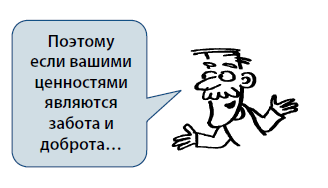 Поэтому
если вашими
ценностями
являются
забота и
доброта…